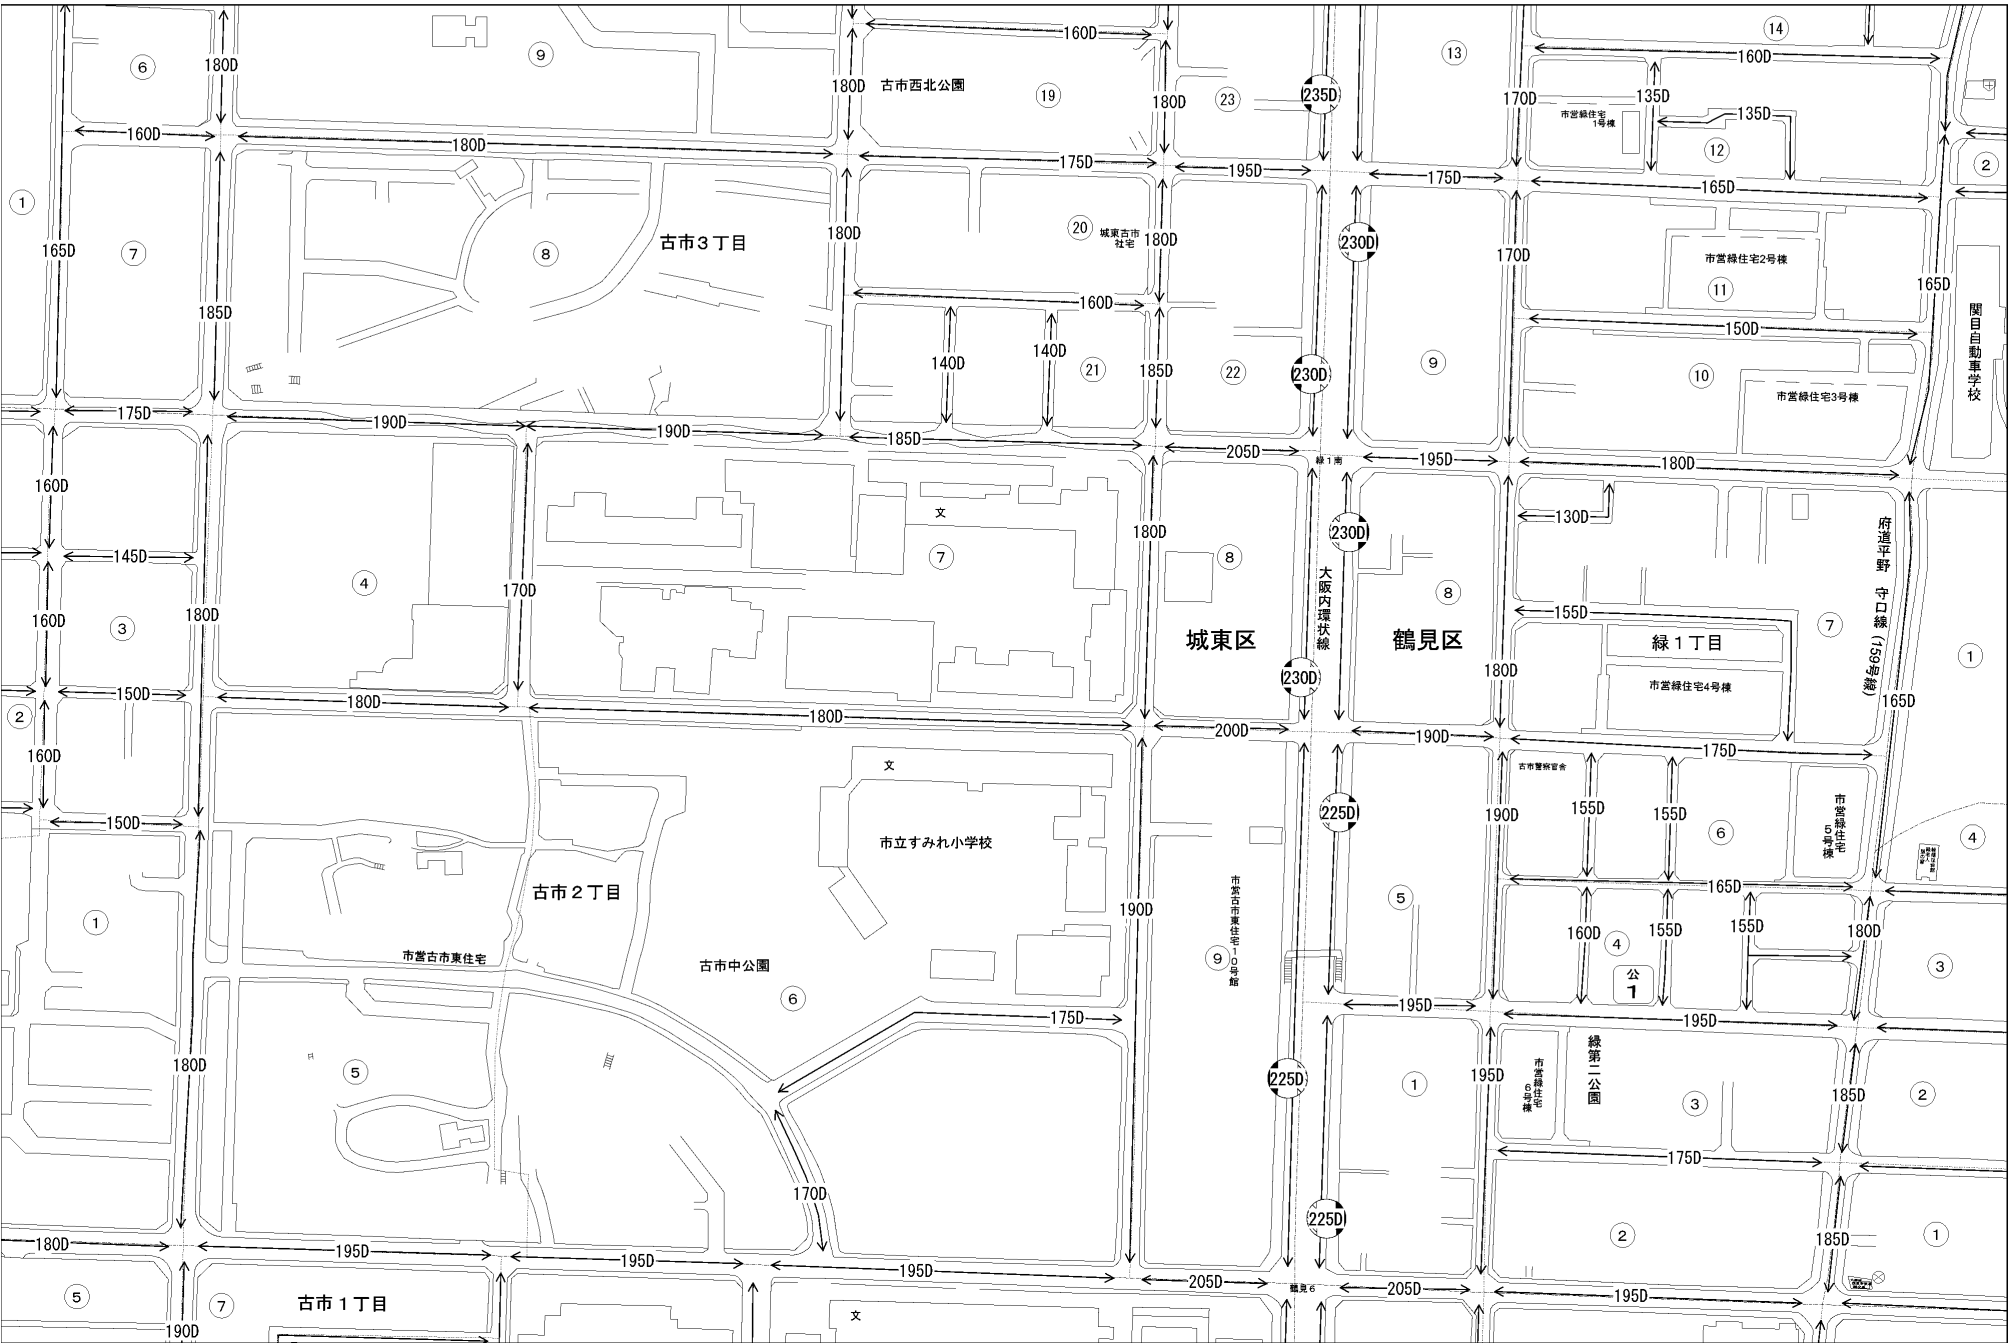 14
160D
13
6
9
180D
160D
180D
古市西北公園
19
180D
23
235D
170D
135D
市営緑住宅
1号棟
135D
12
2
160D
180D
175D
195D
175D
165D
1
7
165D
8
古市3丁目
180D
20
城東古市
社宅
180D
230D
170D
市営緑住宅2号棟
11
165D
185D
160D
150D
関目自動車学校
140D
140D
21
185D
22
230D
9
10
市営緑住宅3号棟
175D
190D
190D
185D
205D
緑1南
195D
180D
160D
文
180D
230D
130D
府道平野 守口線(159号線)
145D
4
7
8
170D
大阪内環状線
8
155D
3
160D
180D
城東区
鶴見区
緑1丁目
7
1
230D
180D
市営緑住宅4号棟
150D
180D
180D
200D
190D
175D
165D
2
160D
文
古市警察官舎
150D
市立すみれ小学校
225D
190D
155D
155D
6
市営緑住宅
5号棟
4
古市2丁目
市営古市東住宅10号館
165D
1
190D
5
160D
4
155D
155D
180D
市営古市東住宅
古市中公園
6
9
公
1
3
175D
195D
195D
180D
5
225D
1
195D
市営緑住宅
6号棟
緑第二公園
3
185D
2
175D
170D
225D
2
185D
1
180D
195D
195D
195D
205D
鶴見6
205D
195D
5
7
古市1丁目
文
190D